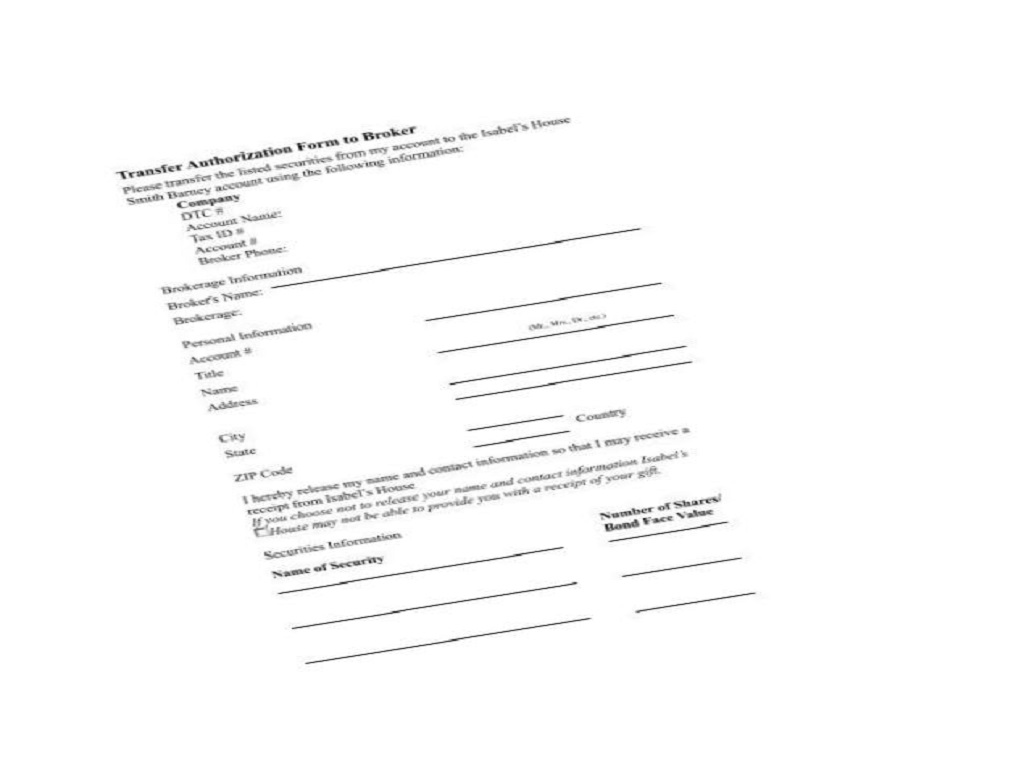 Transfer Authorization Form to Broker
Please transfer the listed securities from my account to the Isabel's House
Smith Barney account using the following information:
Company
DTC #
Account Name:
Tax ID #
Account #
Broker Phone:
Brokerage Information
Broker's Name:
Brokerage:
Personal Information
Account #
Title (Mr., Mrs., Dr., etc.)
Name
Address
City
State Country
ZIP Code
I hereby release my name and contact information so that I may receive a
receipt from Isabel's House
If you choose not to release your name and contact information Isabel's
House may not be able to provide you with a receipt of your gift.
Securities Information
Name of Security Number of Shares/
Bond Face Value